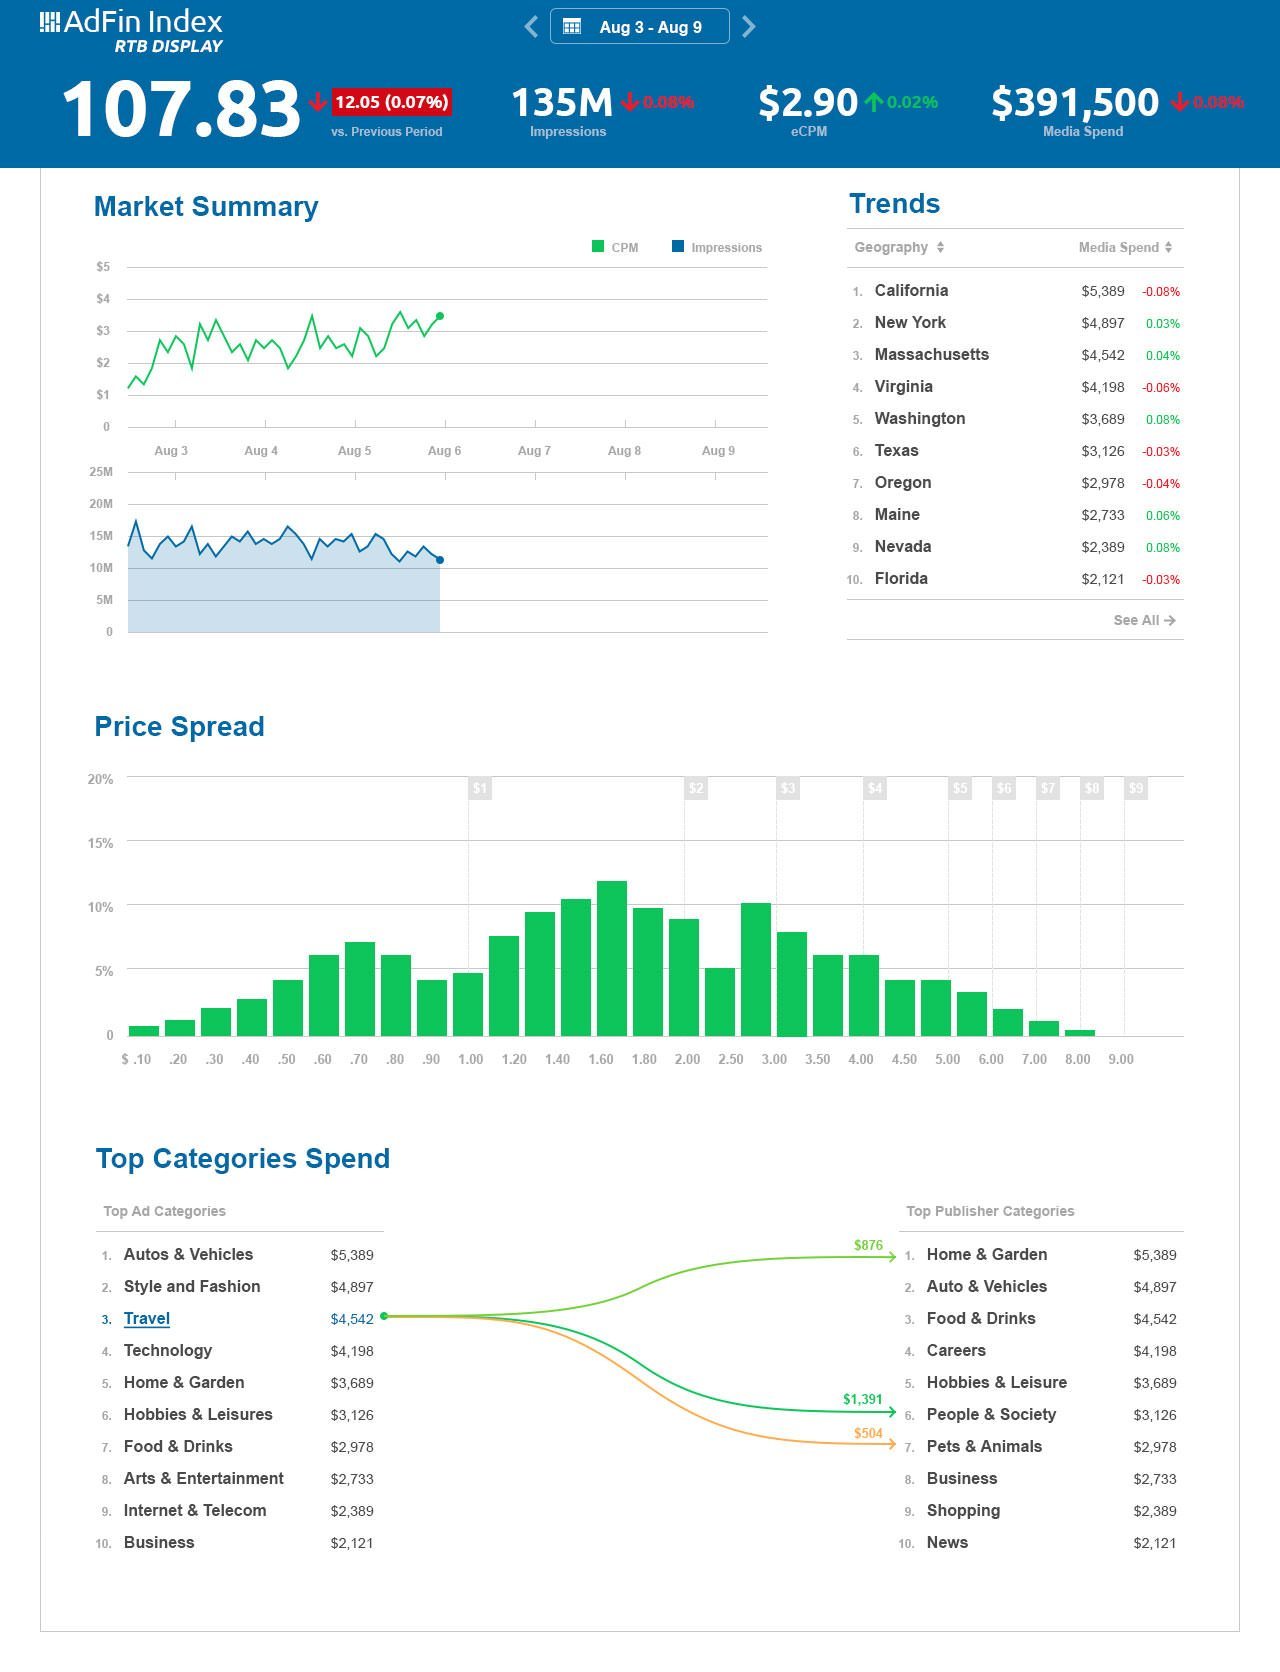 AdFin Index
RTB DISPLAY
Aug 3 - Aug 9
107.83
12.05 (0.07%)
vs. Previous Period
135M 0.08%
Impressions
$2.90 0.02%
eCPM
$391,500 0.08%
Media Spend
Market Summary
CPM Impressions
$5
$4
$3
$2
$1
0
Aug 3 Aug 4 Aug 5 Aug 6 Aug 7 Aug 8 Aug 9
25M
20M
15M
10M
5M
0
Trends
Geography Media Spend
1. California $5,389 -0.08%
2. New York $4,897 0.03%
3. Massachusetts $4,542 0.04%
4. Virginia $4,198 -0.06%
5. Washington $3,689 0.08%
6. Texas $3,126 -0.03%
7. Oregon $2,978 -0.04%
8. Maine $2,733 0.06%
9. Nevada $2,389 0.08%
10. Florida $2,121 -0.03%
See All
Price Spread
20%
$1 $2 $3 $4 $5 $6 $7 $8 $9
15%
10%
5%
0
$ .10 .20 .30 .40 .50 .60 .70 .80 .90 1.00 1.20 1.40 1.60 1.80 2.00 2.50 3.00 3.50 4.00 4.50 5.00 6.00 7.00 8.00 9.00
Top Categories Spend
Top Ad Categories
1. Autos & Vehicles $5,389
2. Style and Fashion $4,897
3. Travel $4,542
4. Technology $4,198
5. Home & Garden $3,689
6. Hobbies & Leisures $3,126
7. Food & Drinks $2,978
8. Arts & Entertainment $2,733
9. Internet & Telecom $2,389
10. Business $2,121
$876
$1,391
$504
Top Publisher Categories
1. Home & Garden $5,389
2. Auto & Vehicles $4,897
3. Food & Drinks $4,542
4. Careers $4,198
5. Hobbies & Leisure $3,689
6. People & Society $3,126
7. Pets & Animals $2,978
8. Business $2,733
9. Shopping $2,389
10. News $2,121